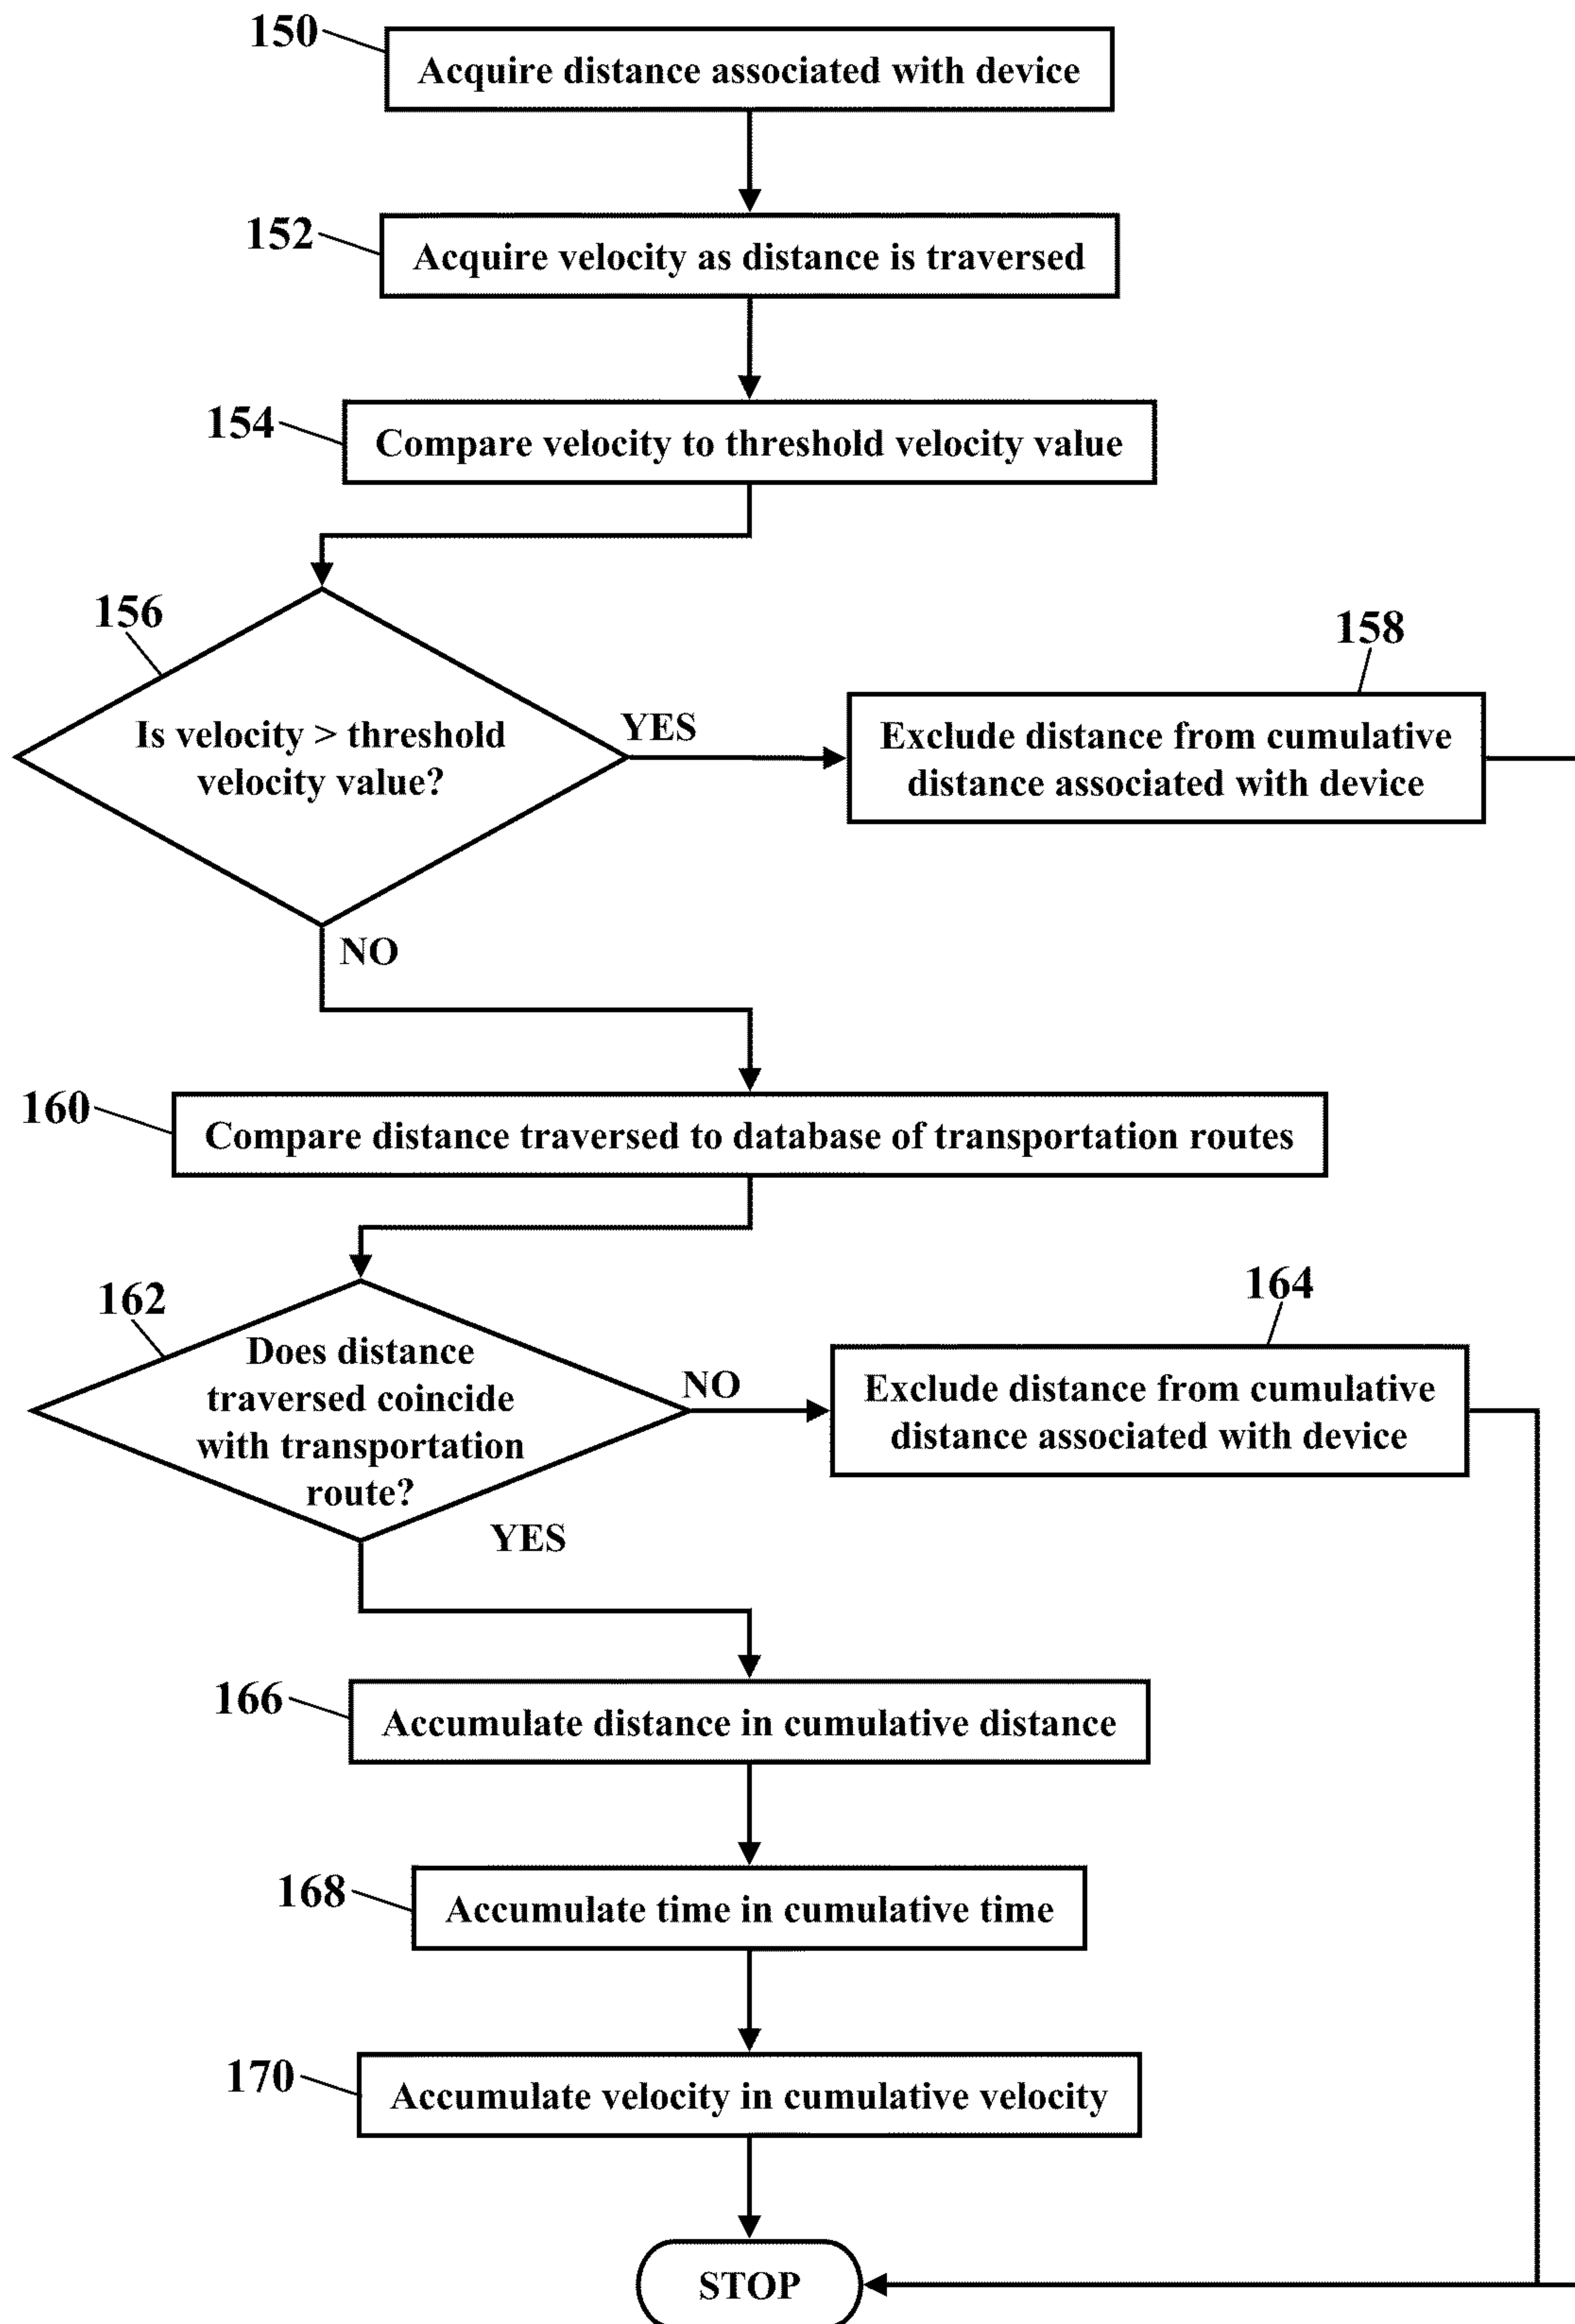 150
Acquire distance associated with device
152
Acquire velocity as distance is traversed
154
Compare velocity to threshold velocity value
156
158
Is velocity > threshold
velocity value?
YES
Exclude distance from cumulative
distance associated with device
NO
160
Compare distance traversed to database of transportation routes
162
164
Does distance
traversed coincide
with transportation
route?
NO
Exclude distance from cumulative
distance associated with device
YES
166
Accumulate distance in cumulative distance
168
Accumulate time in cumulative time
170
Accumulate velocity in cumulative velocity
STOP